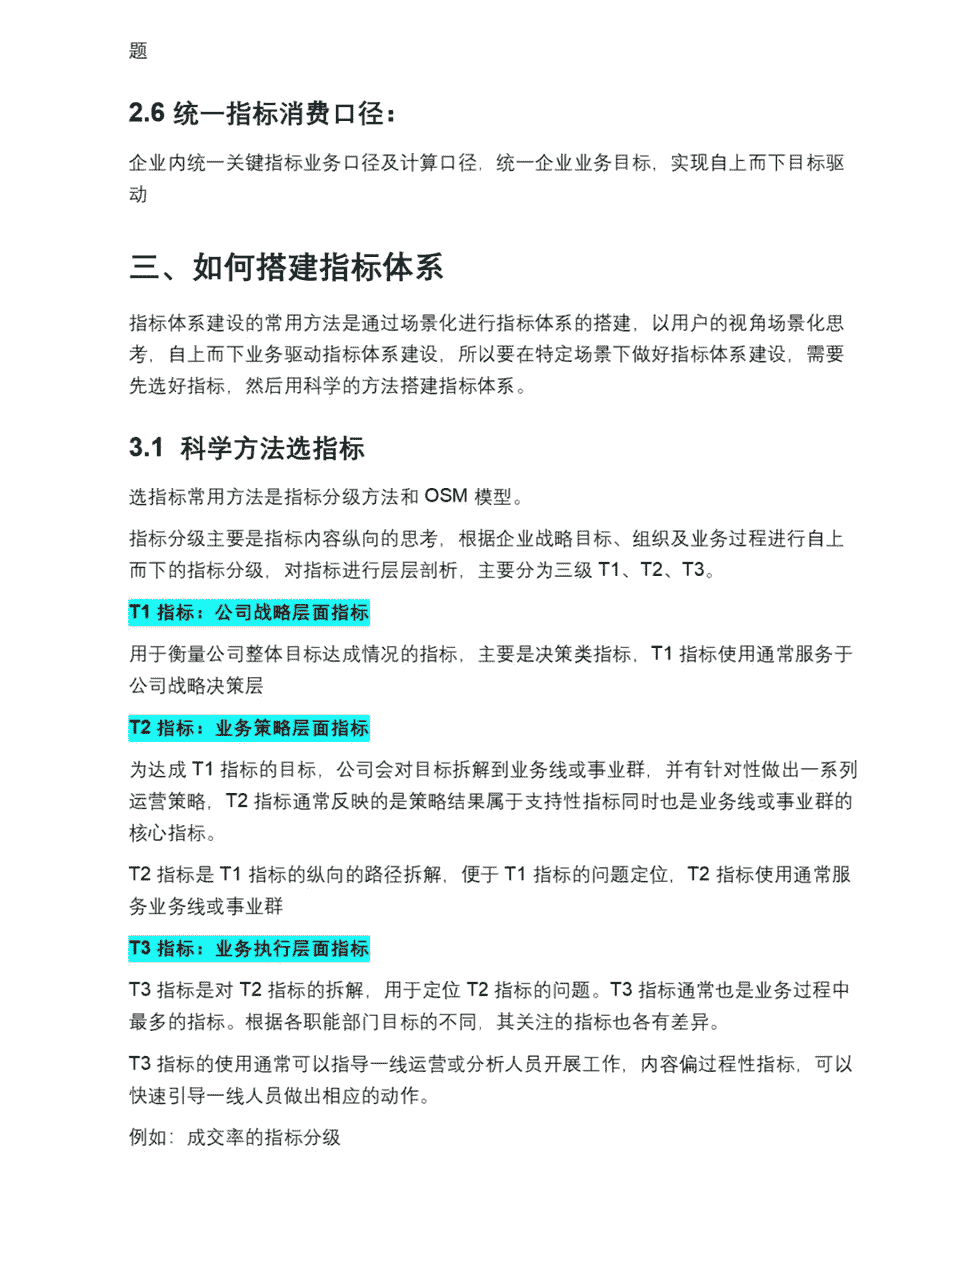 题
2.6 统一指标消费口径：
企业内统一关键指标业务口径及计算口径，统一企业业务目标，实现自上而下目标驱
动
三、如何搭建指标体系
指标体系建设的常用方法是通过场景化进行指标体系的搭建，以用户的视角场景化思
考，自上而下业务驱动指标体系建设，所以要在特定场景下做好指标体系建设，需要
先选好指标，然后用科学的方法搭建指标体系。
3.1 科学方法选指标
选指标常用方法是指标分级方法和 OSM 模型。
指标分级主要是指标内容纵向的思考，根据企业战略目标、组织及业务过程进行自上
而下的指标分级，对指标进行层层剖析，主要分为三级 T1、T2、T3。
T1 指标：公司战略层面指标
用于衡量公司整体目标达成情况的指标，主要是决策类指标，T1 指标使用通常服务于
公司战略决策层
T2 指标：业务策略层面指标
为达成 T1 指标的目标，公司会对目标拆解到业务线或事业群，并有针对性做出一系列
运营策略，T2 指标通常反映的是策略结果属于支持性指标同时也是业务线或事业群的
核心指标。
T2 指标是 T1 指标的纵向的路径拆解，便于 T1 指标的问题定位，T2 指标使用通常服
务业务线或事业群
T3 指标：业务执行层面指标
T3 指标是对 T2 指标的拆解，用于定位 T2 指标的问题。T3 指标通常也是业务过程中
最多的指标。根据各职能部门目标的不同，其关注的指标也各有差异。
T3 指标的使用通常可以指导一线运营或分析人员开展工作，内容偏过程性指标，可以
快速引导一线人员做出相应的动作。
例如：成交率的指标分级